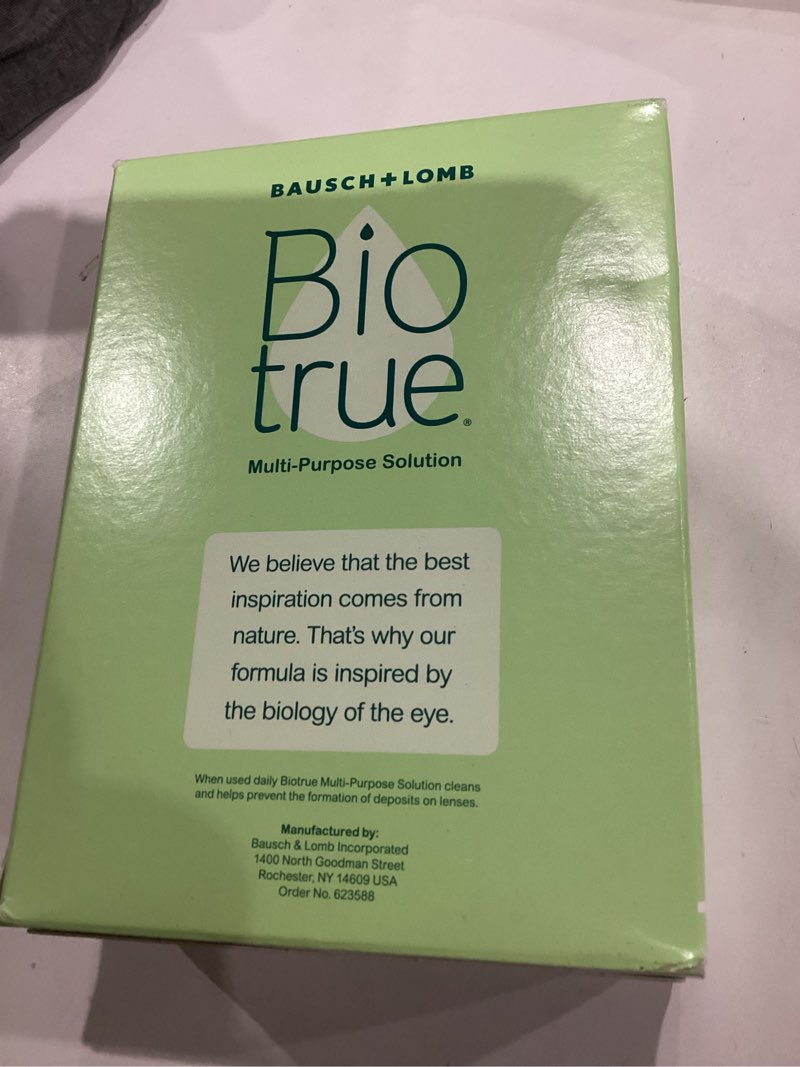 BAUSCH+LOMB
Bio
true®
Multi-Purpose Solution
We believe that the best
inspiration comes from
nature. That's why our
formula is inspired by
the biology of the eye.
When used daily Biotrue Multi-Purpose Solution cleans
and helps prevent the formation of deposits on lenses.
Manufactured by:
Bausch & Lomb Incorporated
1400 North Goodman Street
Rochester, NY 14609 USA
Order No. 623588